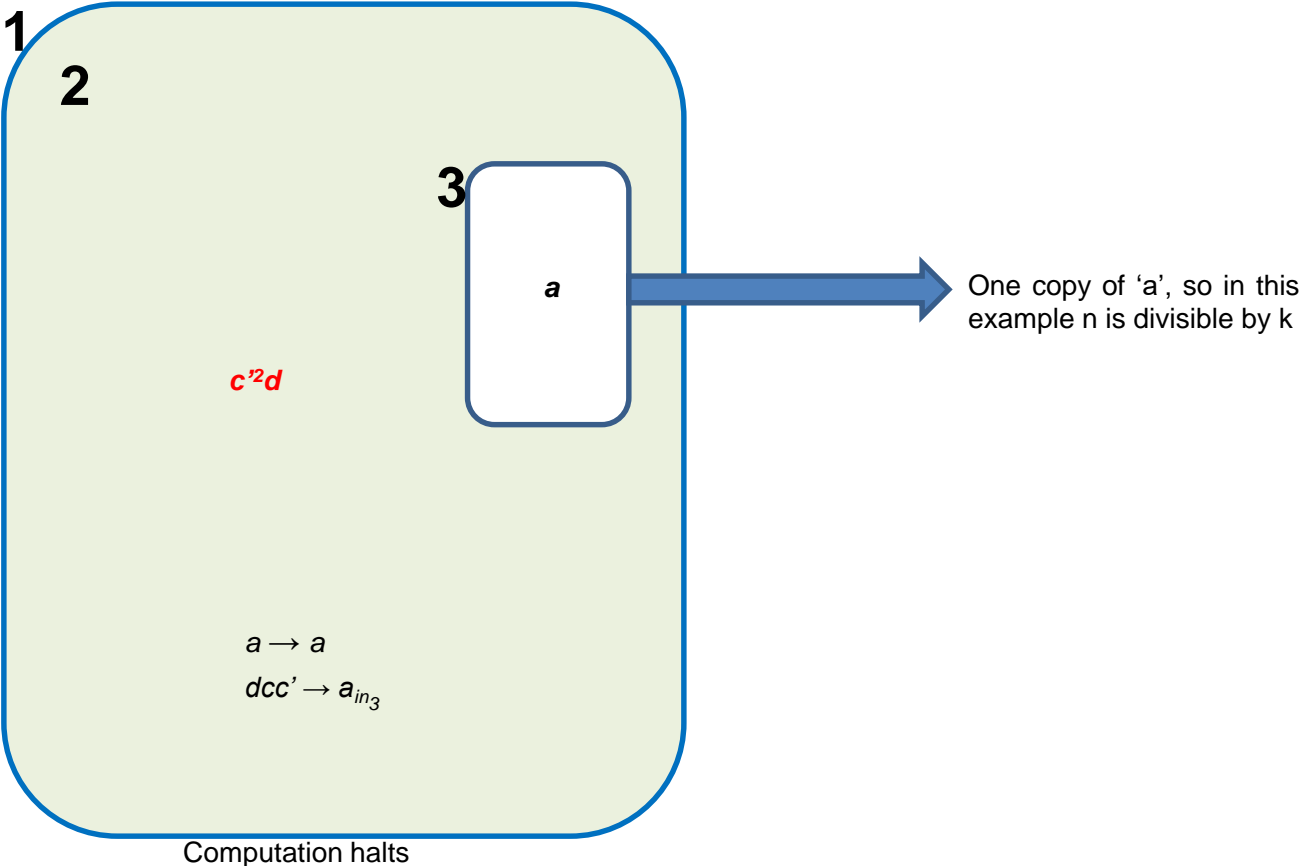 1
2
3
a
One copy of ‘a’, so in this
example n is divisible by k
c’²d
a → a
dcc’ → a_in₃
Computation halts